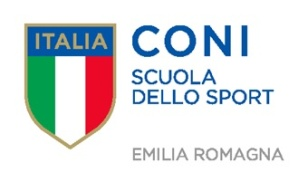 ITALIA
CONI
SCUOLA
DELLO SPORT
EMILIA ROMAGNA